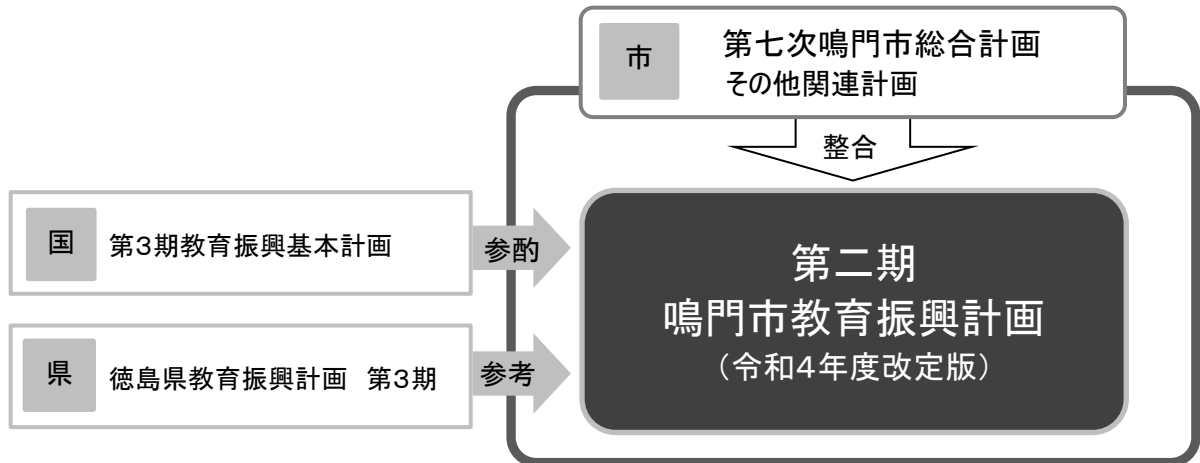 市
第七次鳴門市総合計画
その他関連計画
整合
国
第3期教育振興基本計画
参酌
県
徳島県教育振興計画　第3期
参考
第二期
鳴門市教育振興計画
（令和4年度改定版）